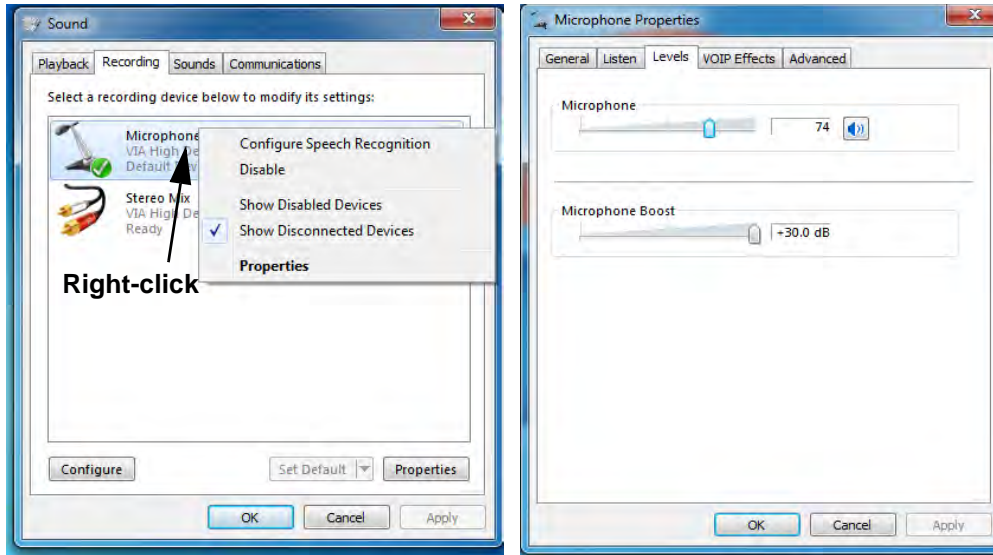 Sound
Playback Recording Sounds Communications
Select a recording device below to modify its settings:
Microphone
VIA High De
Default
Stereo Mix
VIA High De
Ready
Configure Speech Recognition
Disable
Show Disabled Devices
Show Disconnected Devices
Properties
Right-click
Configure Set Default Properties
OK Cancel Apply
Microphone Properties
General Listen Levels VOIP Effects Advanced
Microphone
74
Microphone Boost
+30.0 dB
OK Cancel Apply